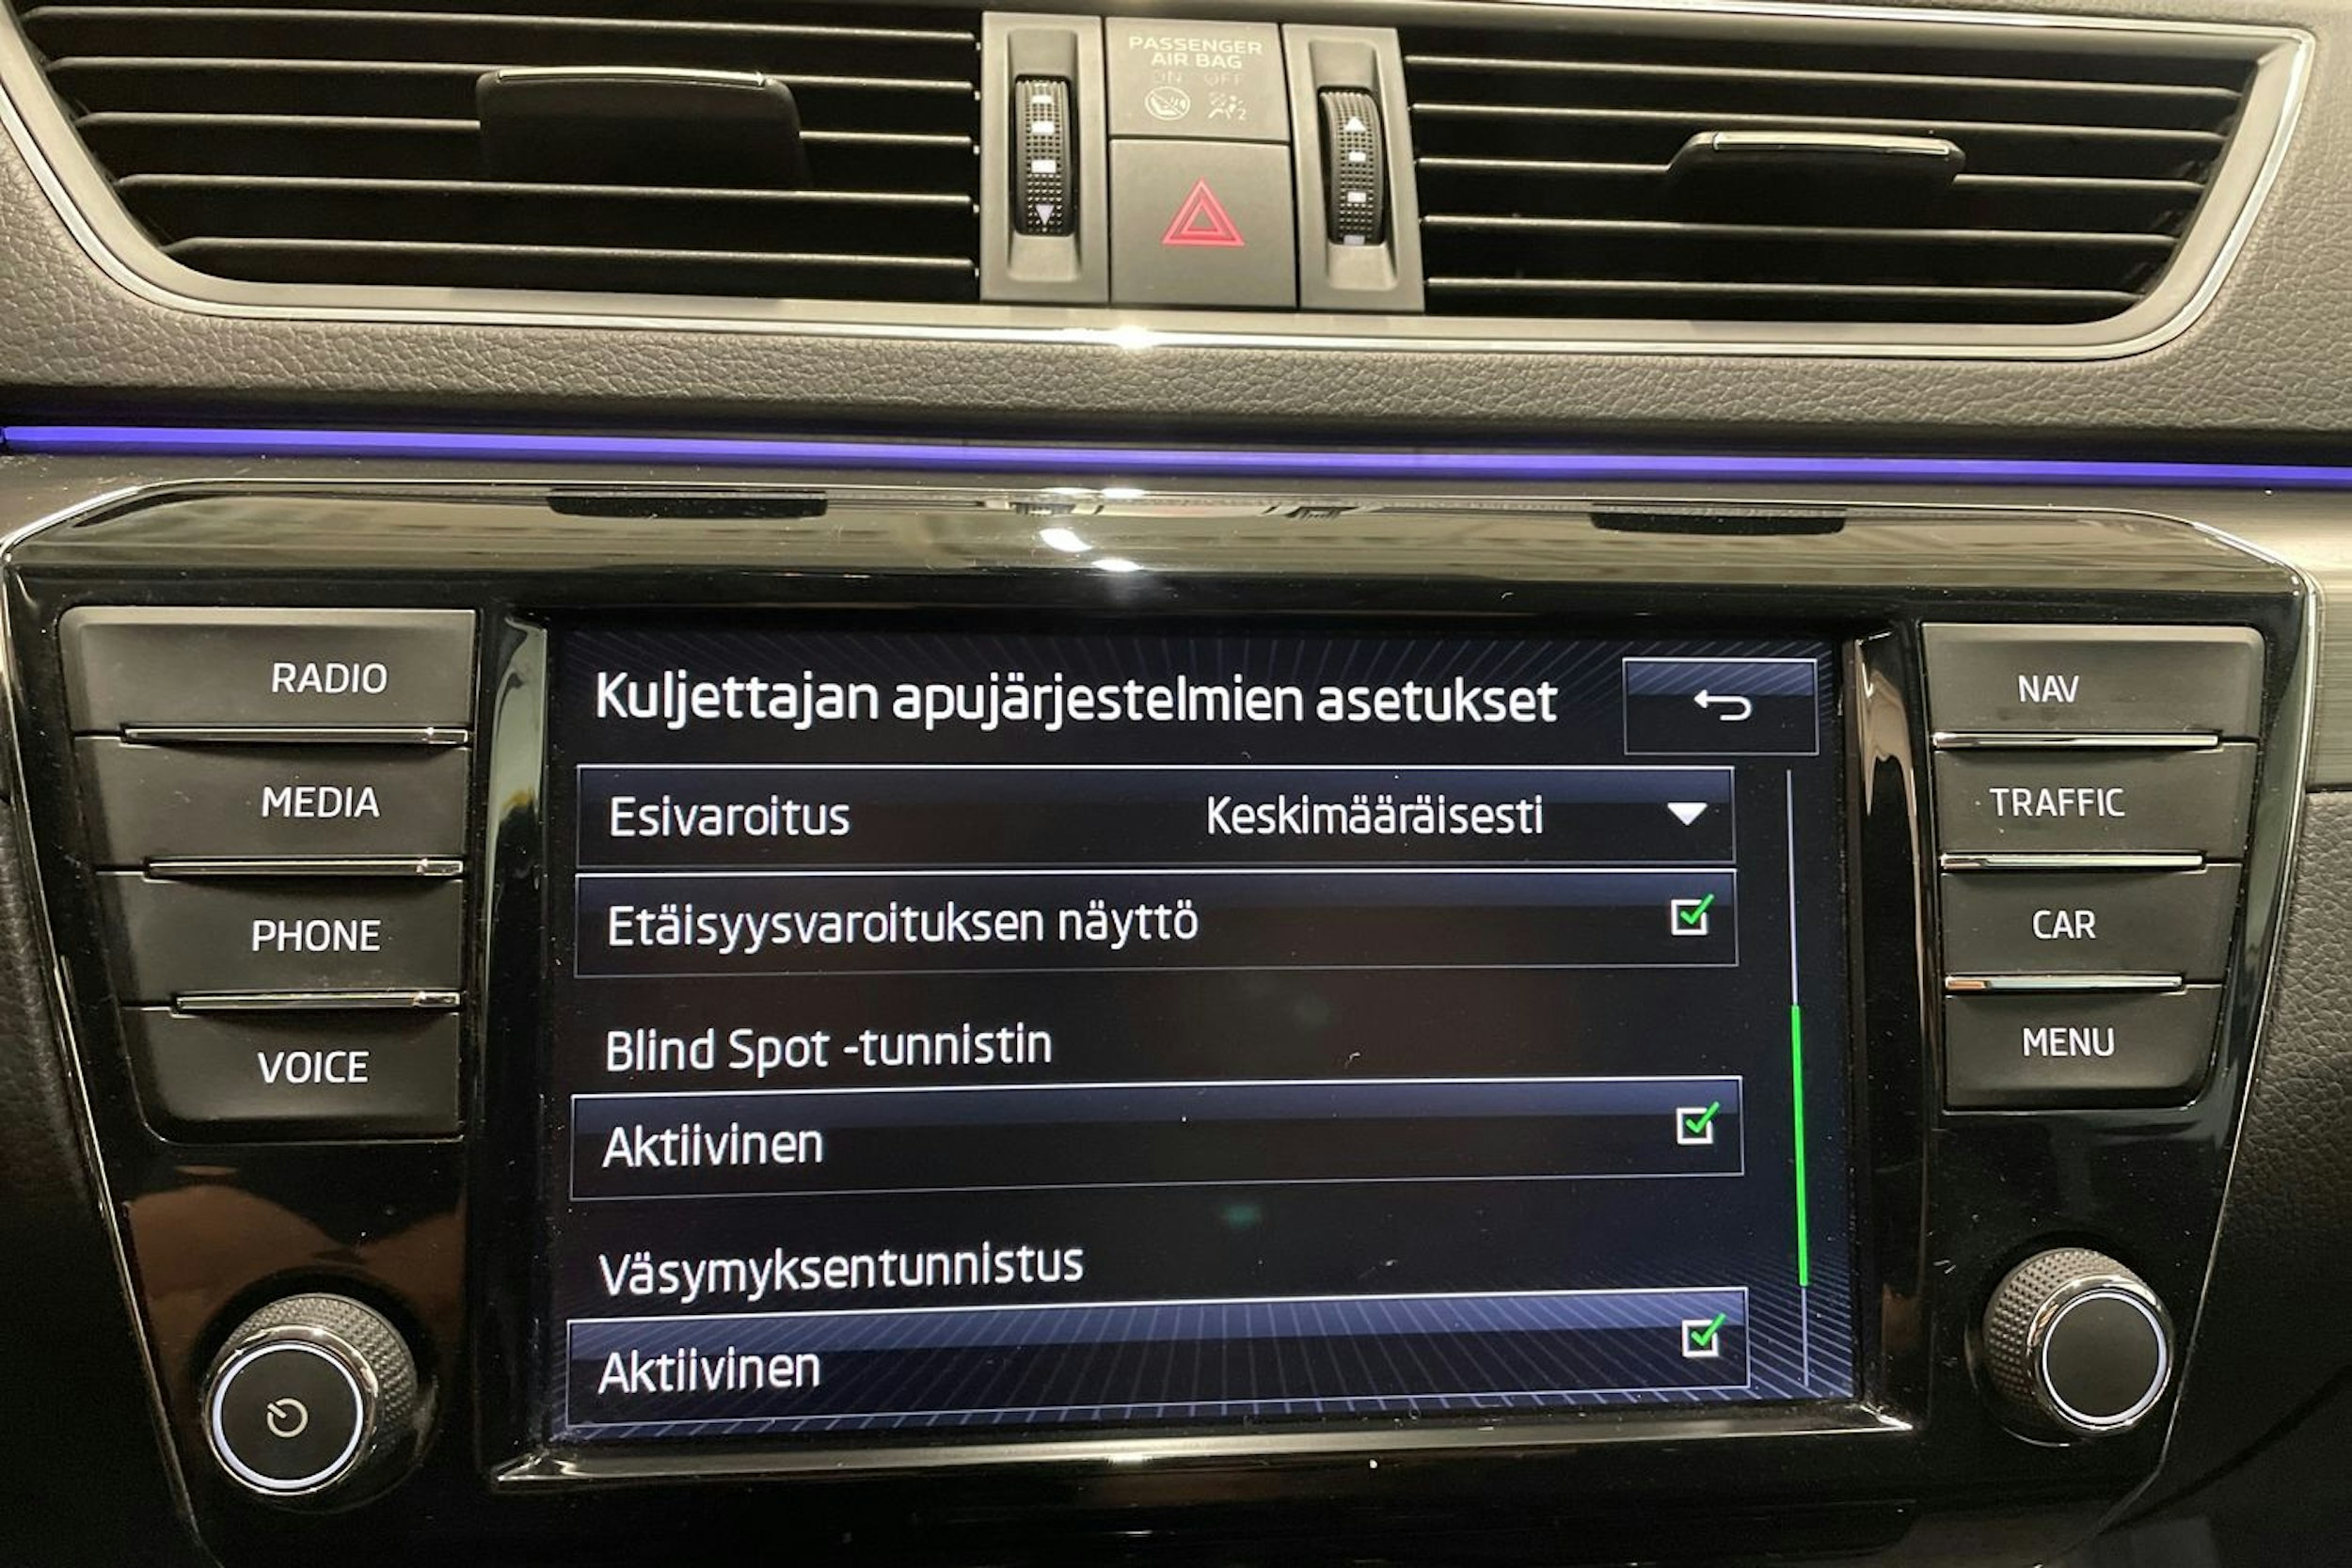 PASSENGER
AIR BAG
ON OFF
RADIO
MEDIA
PHONE
VOICE
Kuljettajan apujärjestelmien asetukset
Esivaroitus Keskimääräisesti
Etäisyysvaroituksen näyttö
Blind Spot -tunnistin
Aktiivinen
Väsymyksentunnistus
Aktiivinen
NAV
TRAFFIC
CAR
MENU